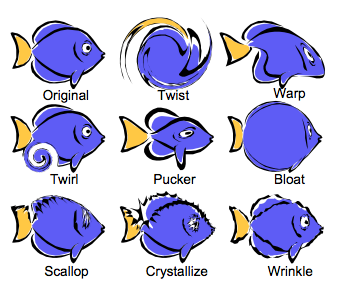 Original
Twist
Warp
Twirl
Pucker
Bloat
Scallop
Crystallize
Wrinkle